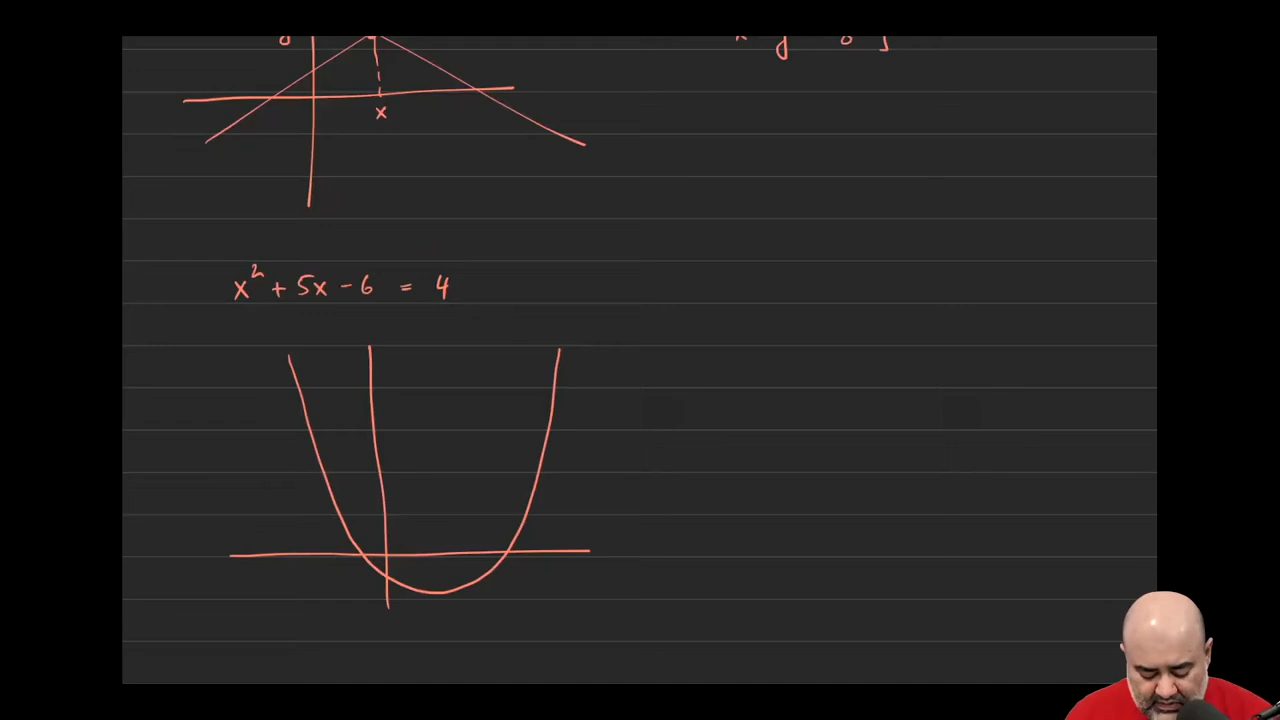 x
x² + 5x - 6 = 4